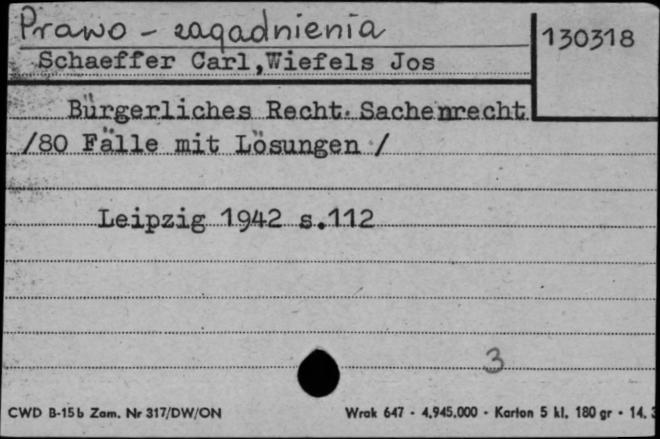 Prawo - zagadnienia
130318
Schaeffer Carl, Wiefels Jos
Bürgerliches Recht. Sachenrecht
/80 Fälle mit Lösungen /
Leipzig 1942 s.112
3
CWD B-15b Zam. Nr 317/DW/ON
Wrak 647 - 4,945.000 - Karton 5 kl. 180 gr - 14.